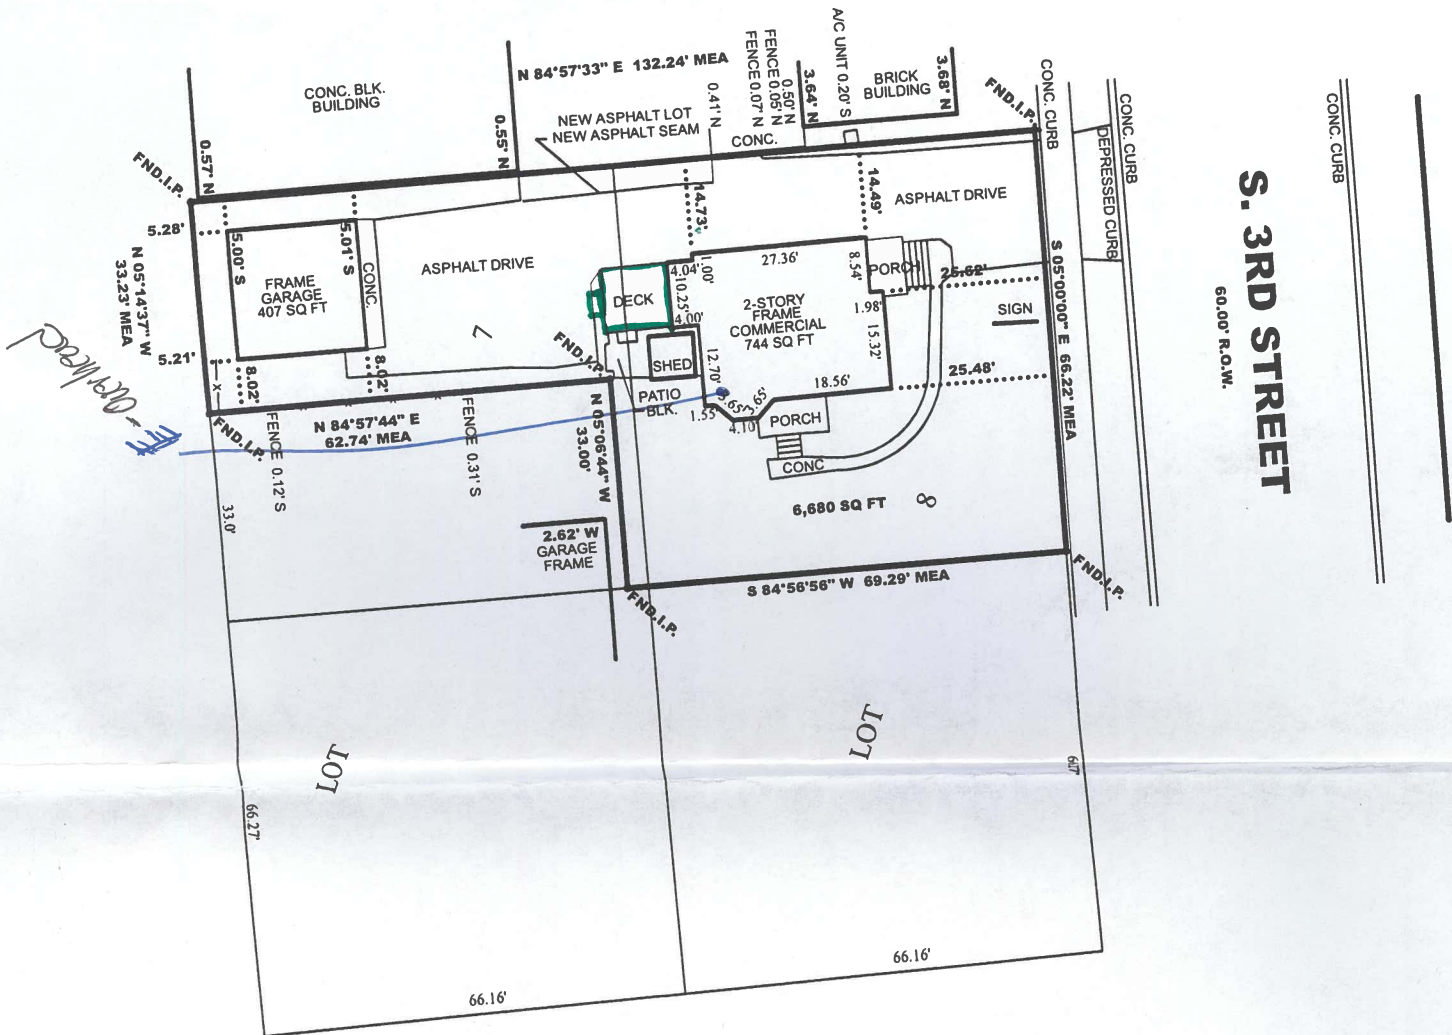 CONC. BLK.
BUILDING
N 84°57'33" E 132.24' MEA
NEW ASPHALT LOT
NEW ASPHALT SEAM
0.41' N
FENCE 0.07' N
FENCE 0.05' N
0.50' N
3.64' N
A/C UNIT 0.20' S
BRICK
BUILDING
3.68' N
FND.I.P.
CONC. CURB
CONC. CURB
DEPRESSED CURB
CONC. CURB
S. 3RD STREET
60.00' R.O.W.
0.57' N
0.55' N
CONC.
FND.I.P.
5.28'
N 05°14'37" W
33.23' MEA
5.21'
5.00' S
5.01' S
FRAME
GARAGE
407 SQ FT
CONC.
8.02'
8.02'
x
ASPHALT DRIVE
7
14.73'
14.49'
ASPHALT DRIVE
S 05°00'00" E 66.22' MEA
27.36'
8.54'
PORCH
25.62'
1.00'
4.04'
10.25'
4.00'
DECK
2-STORY
FRAME
COMMERCIAL
744 SQ FT
1.98'
15.32'
SIGN
25.48'
18.56'
12.70'
SHED
FND.I.P.
PATIO
BLK.
1.55'
3.65'
4.10'
3.65'
PORCH
CONC
6,680 SQ FT
8
overhead
FND.I.P.
N 84°57'44" E
62.74' MEA
FENCE 0.12' S
FENCE 0.31' S
N 05°06'44" W
33.00'
33.0'
2.62' W
GARAGE
FRAME
S 84°56'56" W 69.29' MEA
FND.I.P.
FND.I.P.
LOT
LOT
66.27'
66.16'
66.16'